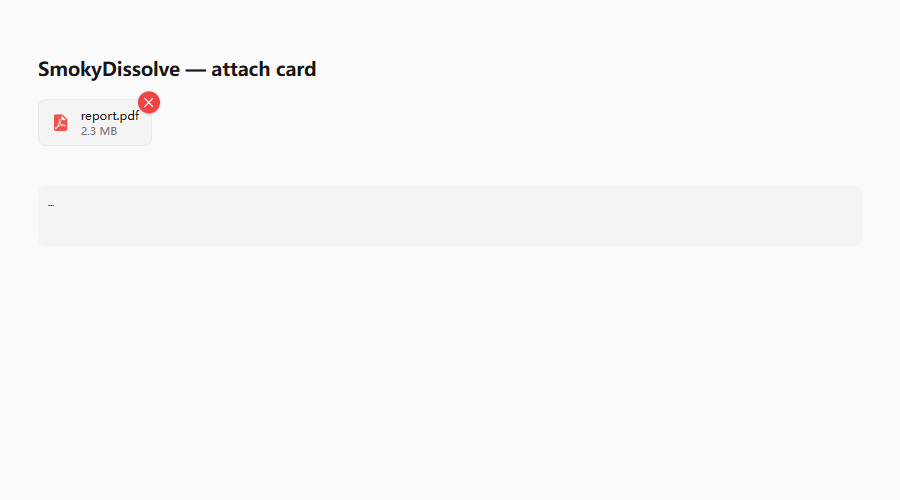 SmokyDissolve — attach card
report.pdf
2.3 MB
…